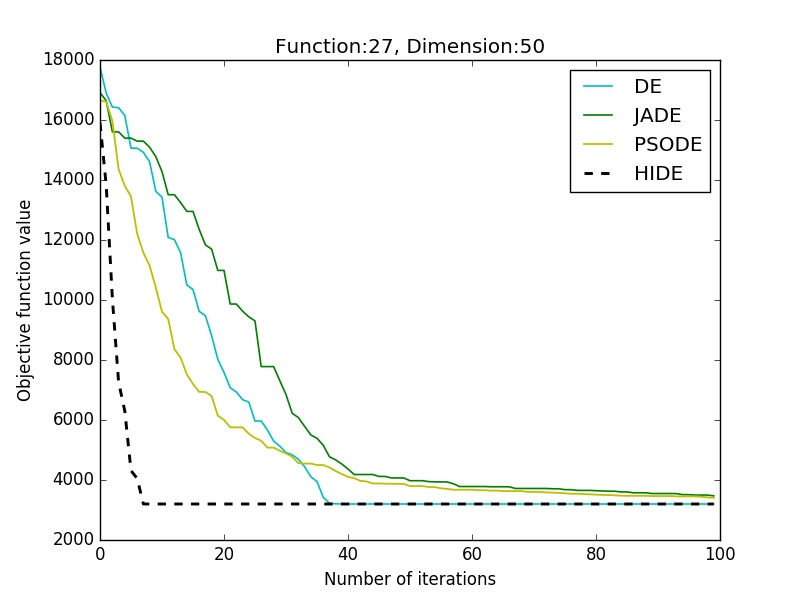 Function:27, Dimension:50
18000
16000
14000
12000
10000
8000
6000
4000
2000
Objective function value
DE
JADE
PSODE
HIDE
0 20 40 60 80 100
Number of iterations